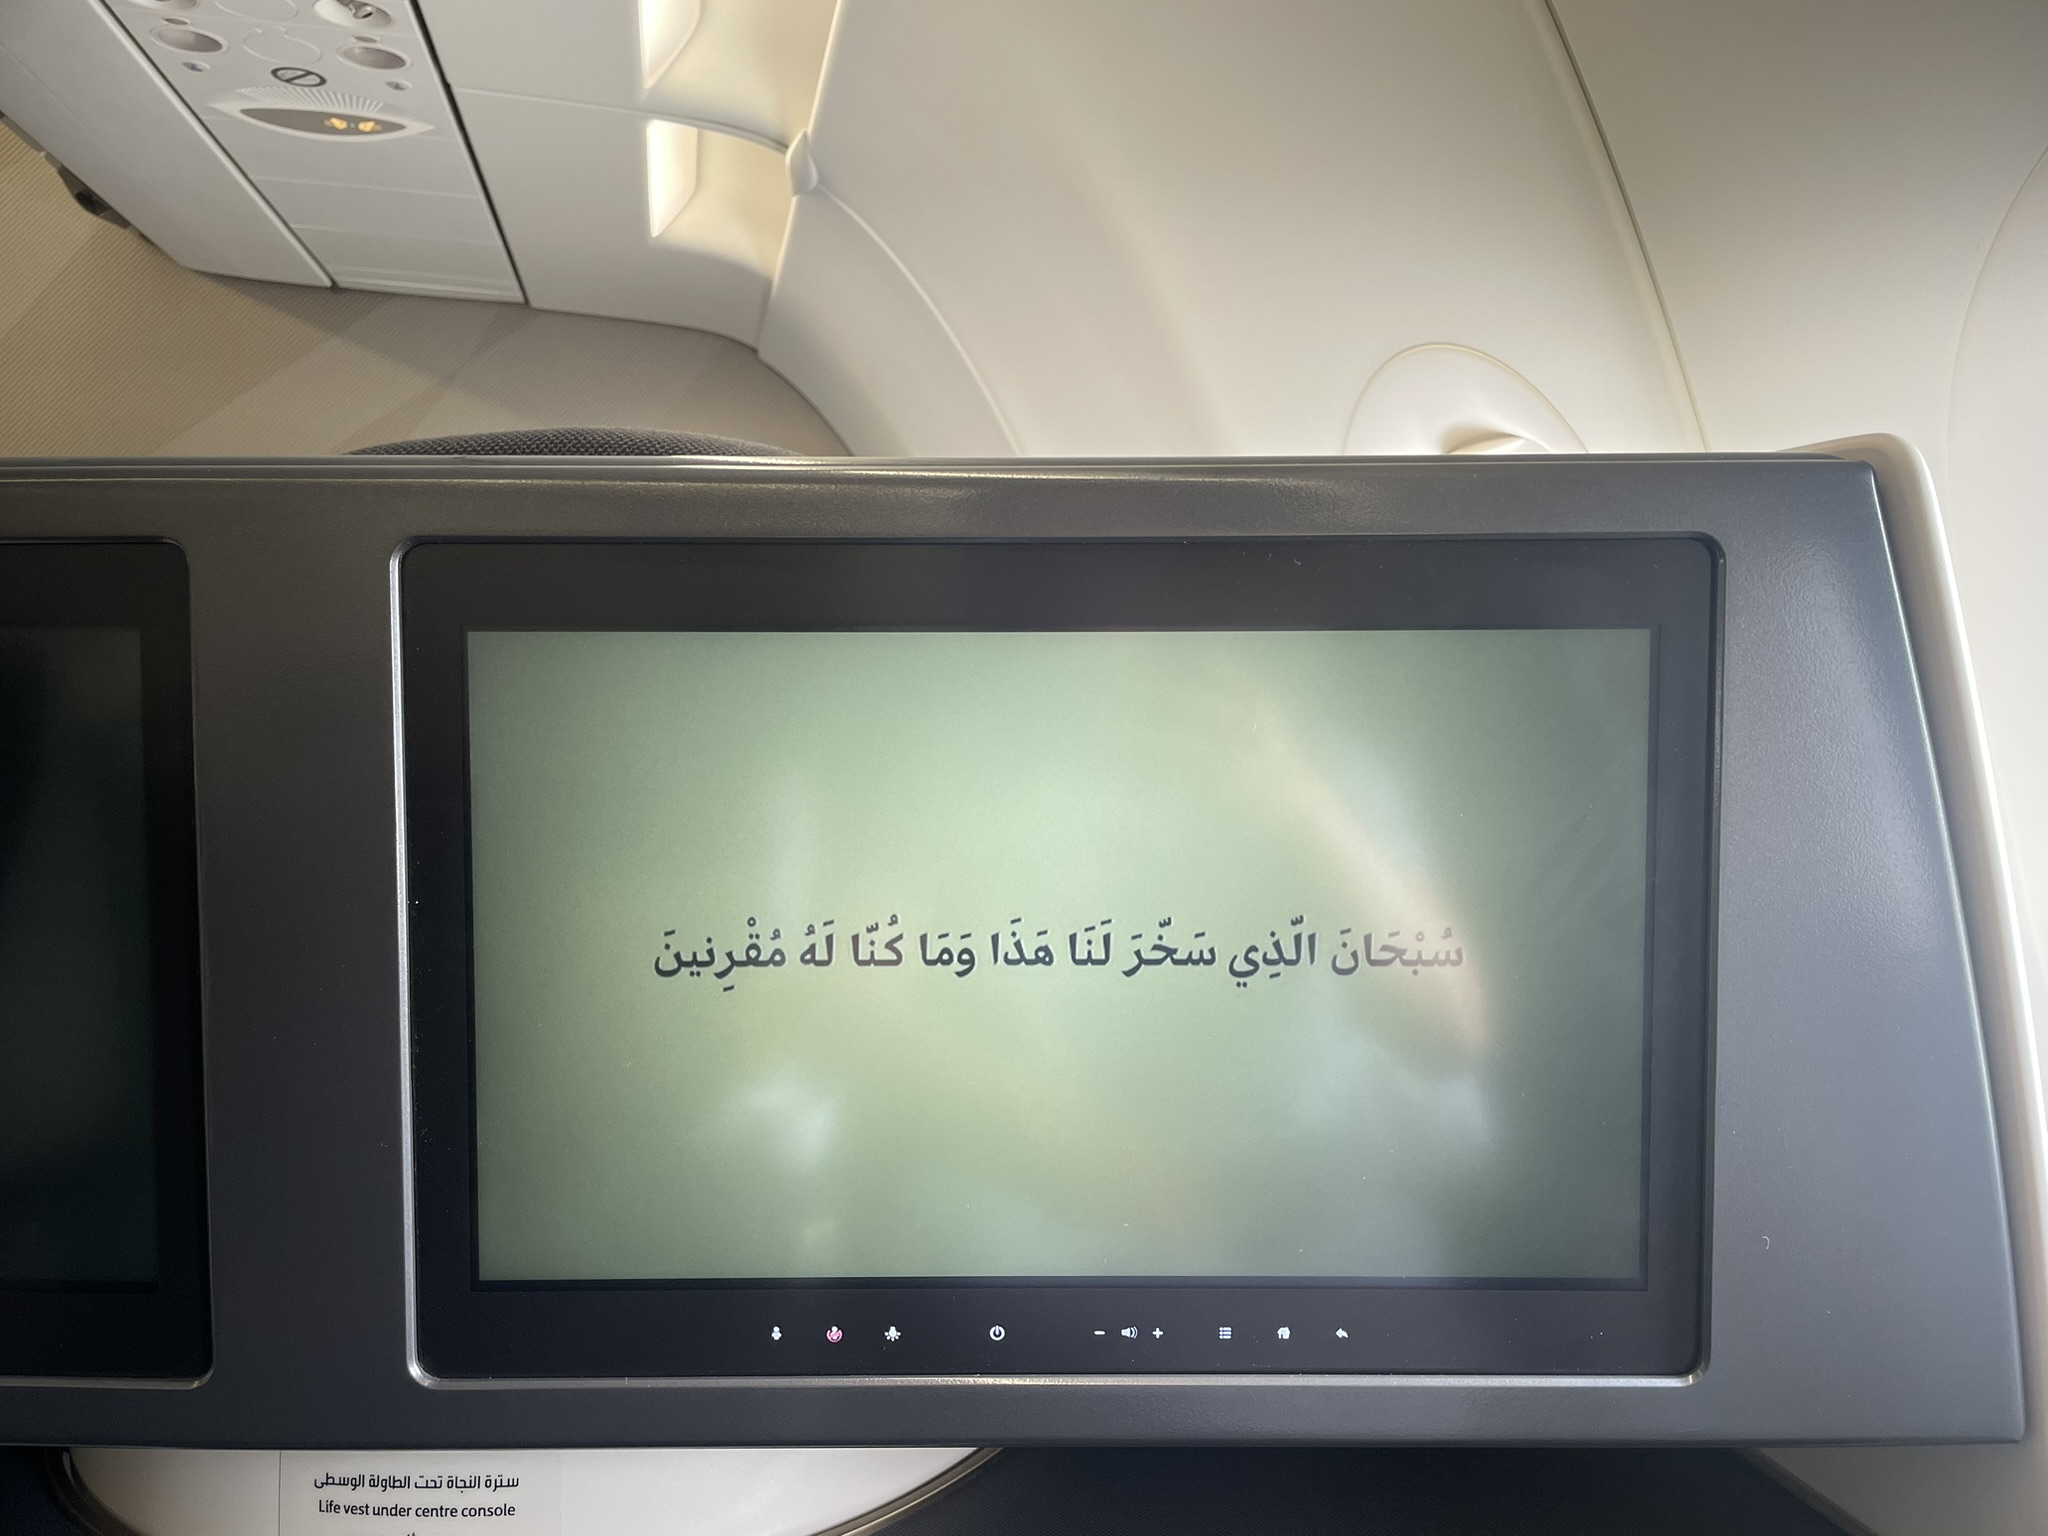 سُبْحَانَ الّذِي سَخّرَ لَنَا هَذَا وَمَا كُنّا لَهُ مُقْرِنينَ
سترة النجاة تحت الطاولة الوسطى
Life vest under centre console